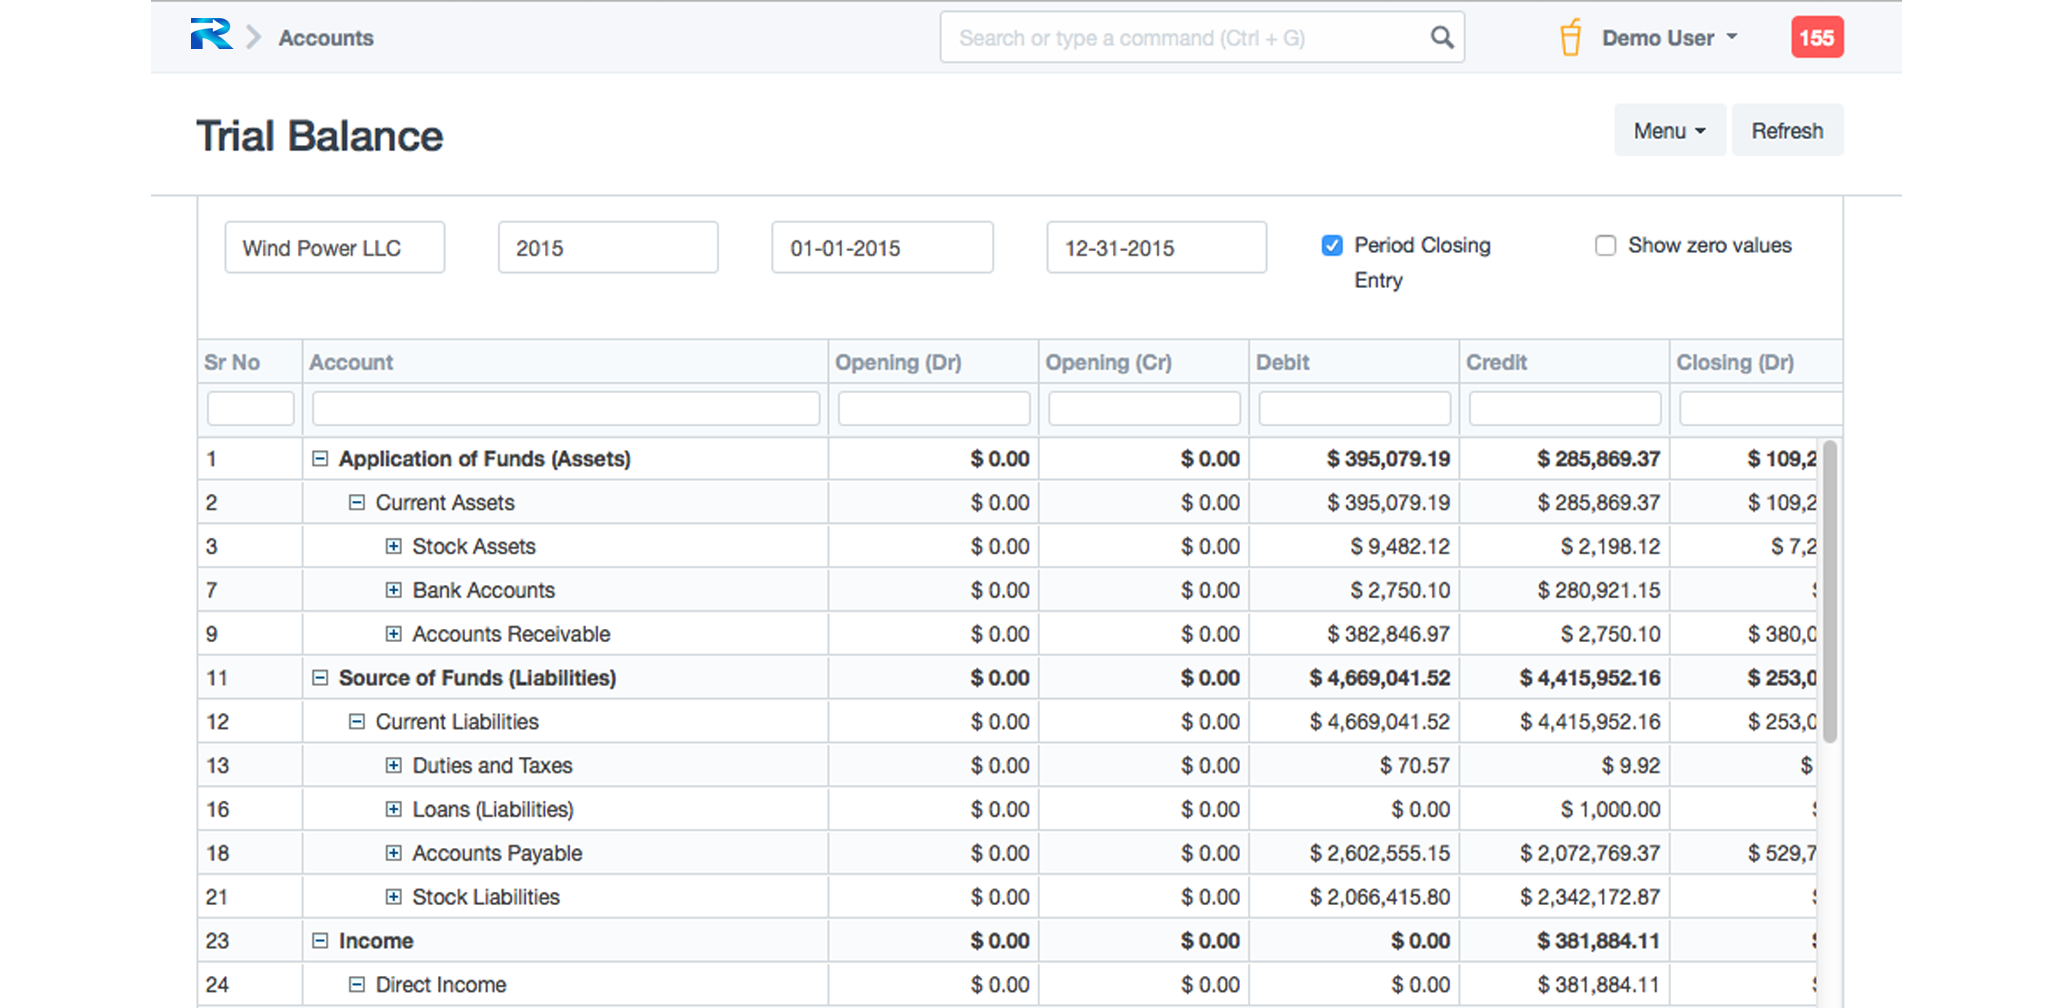 Accounts
Search or type a command (Ctrl + G)
Demo User
155
Trial Balance
Menu
Refresh
Wind Power LLC
2015
01-01-2015
12-31-2015
Period Closing
Entry
Show zero values
Sr No Account Opening (Dr) Opening (Cr) Debit Credit Closing (Dr)
1 Application of Funds (Assets) $ 0.00 $ 0.00 $ 395,079.19 $ 285,869.37 $ 109,2
2 Current Assets $ 0.00 $ 0.00 $ 395,079.19 $ 285,869.37 $ 109,2
3 Stock Assets $ 0.00 $ 0.00 $ 9,482.12 $ 2,198.12 $ 7,2
7 Bank Accounts $ 0.00 $ 0.00 $ 2,750.10 $ 280,921.15
9 Accounts Receivable $ 0.00 $ 0.00 $ 382,846.97 $ 2,750.10 $ 380,0
11 Source of Funds (Liabilities) $ 0.00 $ 0.00 $ 4,669,041.52 $ 4,415,952.16 $ 253,0
12 Current Liabilities $ 0.00 $ 0.00 $ 4,669,041.52 $ 4,415,952.16 $ 253,0
13 Duties and Taxes $ 0.00 $ 0.00 $ 70.57 $ 9.92 $
16 Loans (Liabilities) $ 0.00 $ 0.00 $ 0.00 $ 1,000.00
18 Accounts Payable $ 0.00 $ 0.00 $ 2,602,555.15 $ 2,072,769.37 $ 529,7
21 Stock Liabilities $ 0.00 $ 0.00 $ 2,066,415.80 $ 2,342,172.87
23 Income $ 0.00 $ 0.00 $ 0.00 $ 381,884.11
24 Direct Income $ 0.00 $ 0.00 $ 0.00 $ 381,884.11